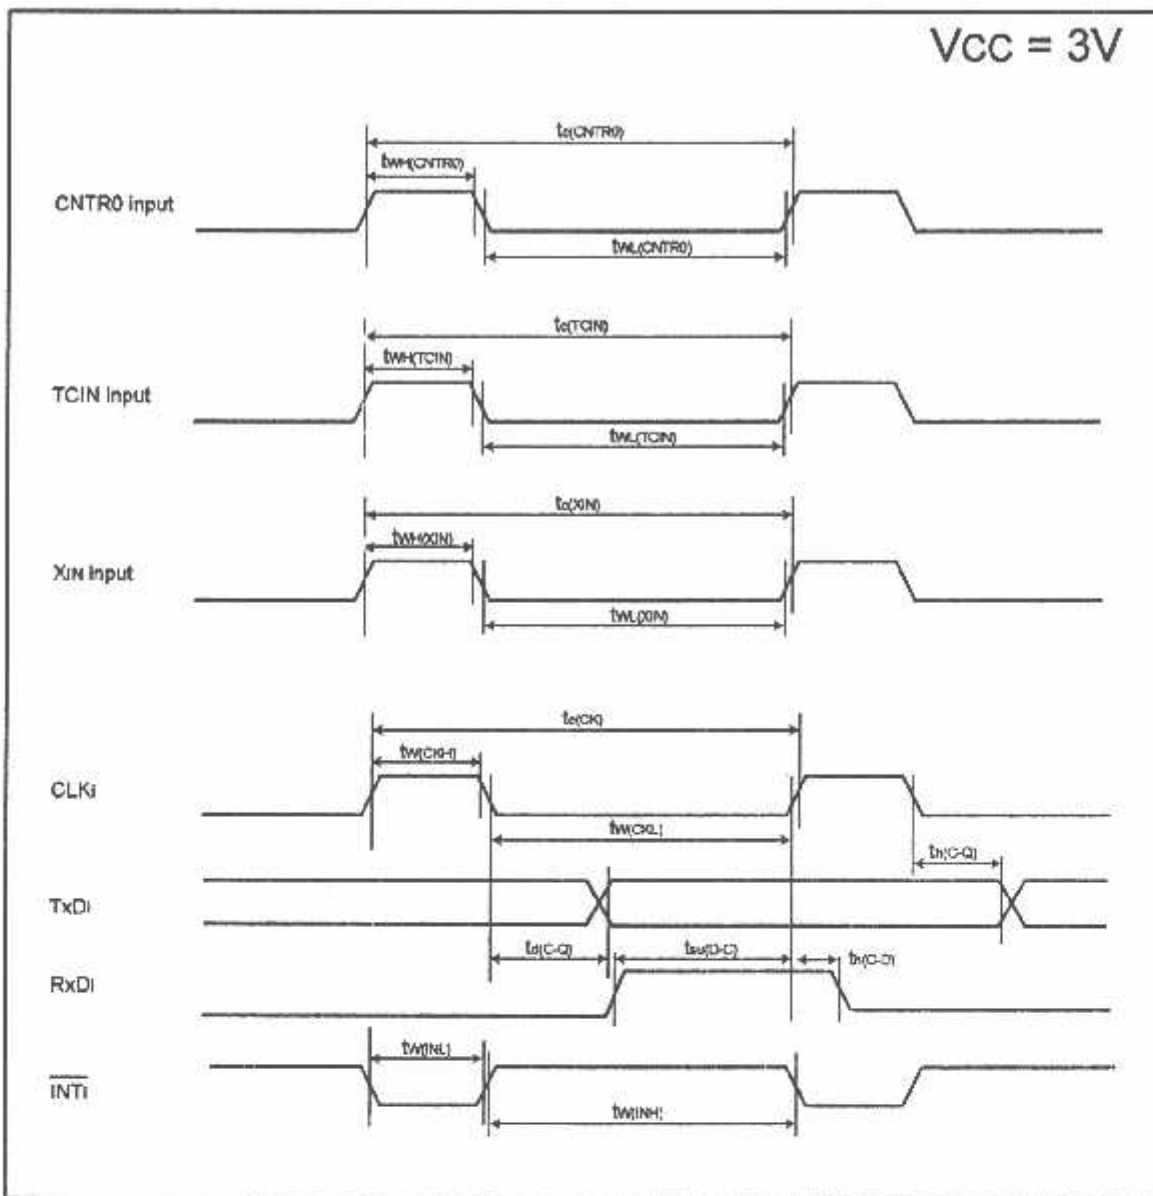 VCC = 3V
tc(CNTR0)
tWH(CNTR0)
CNTR0 input
tWL(CNTR0)
tc(TCIN)
tWH(TCIN)
TCIN input
tWL(TCIN)
tc(XIN)
tWH(XIN)
XIN input
tWL(XIN)
tc(CK)
tW(CKH)
CLKi
tW(CKL)
th(C-Q)
TxDi
td(C-Q)
tsu(D-C)
th(C-D)
RxDi
tW(INL)
INTi
tW(INH)